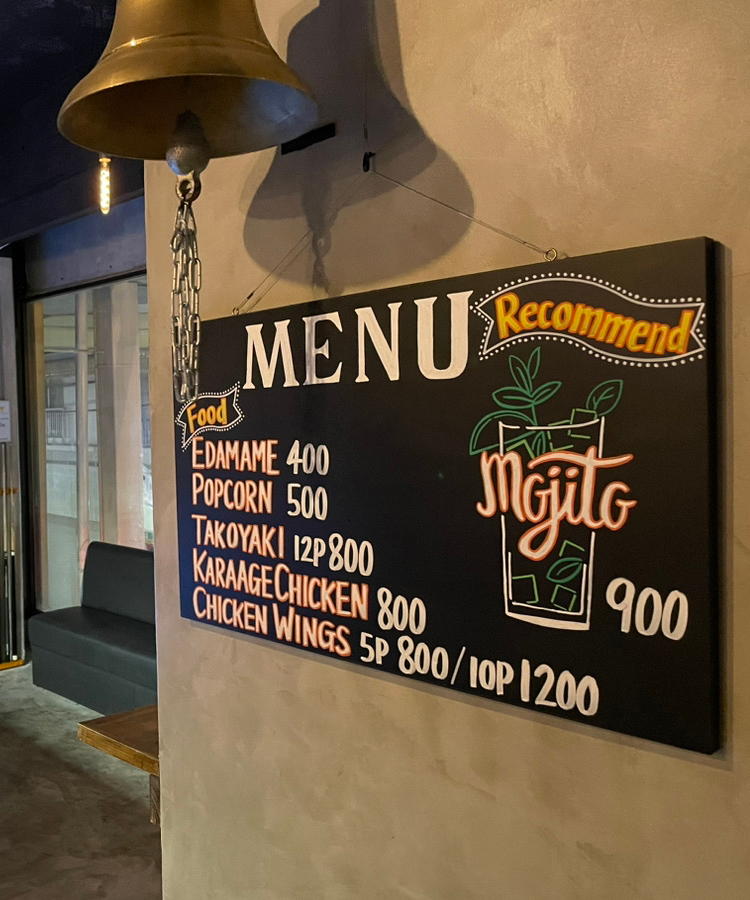 MENU
Recommend
Food
EDAMAME 400
POPCORN 500
TAKOYAKI 12P 800
KARAAGE CHICKEN 800
CHICKEN WINGS 5P 800/10P 1200
Mojito
900